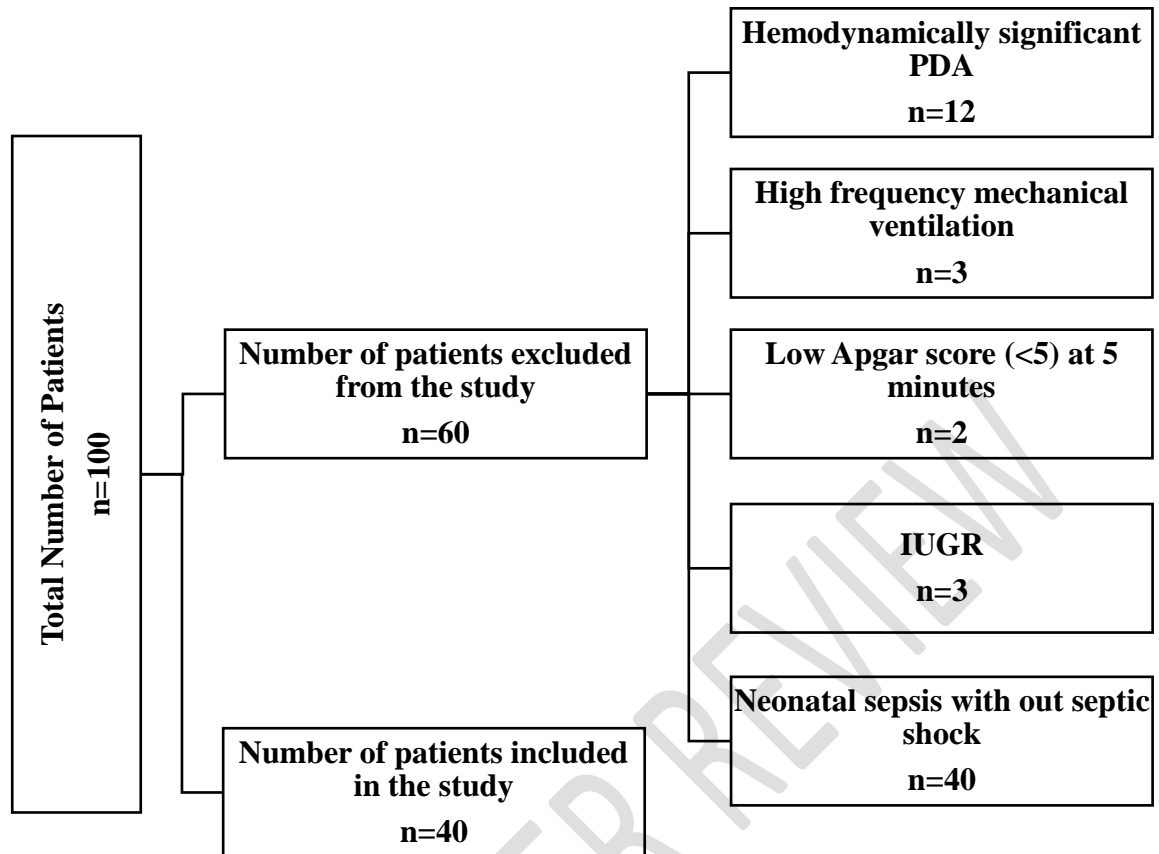 Total Number of Patients
n=100
Number of patients excluded
from the study
n=60
Number of patients included
in the study
n=40
Hemodynamically significant
PDA
n=12
High frequency mechanical
ventilation
n=3
Low Apgar score (<5) at 5
minutes
n=2
IUGR
n=3
Neonatal sepsis with out septic
shock
n=40
ER REVIEW